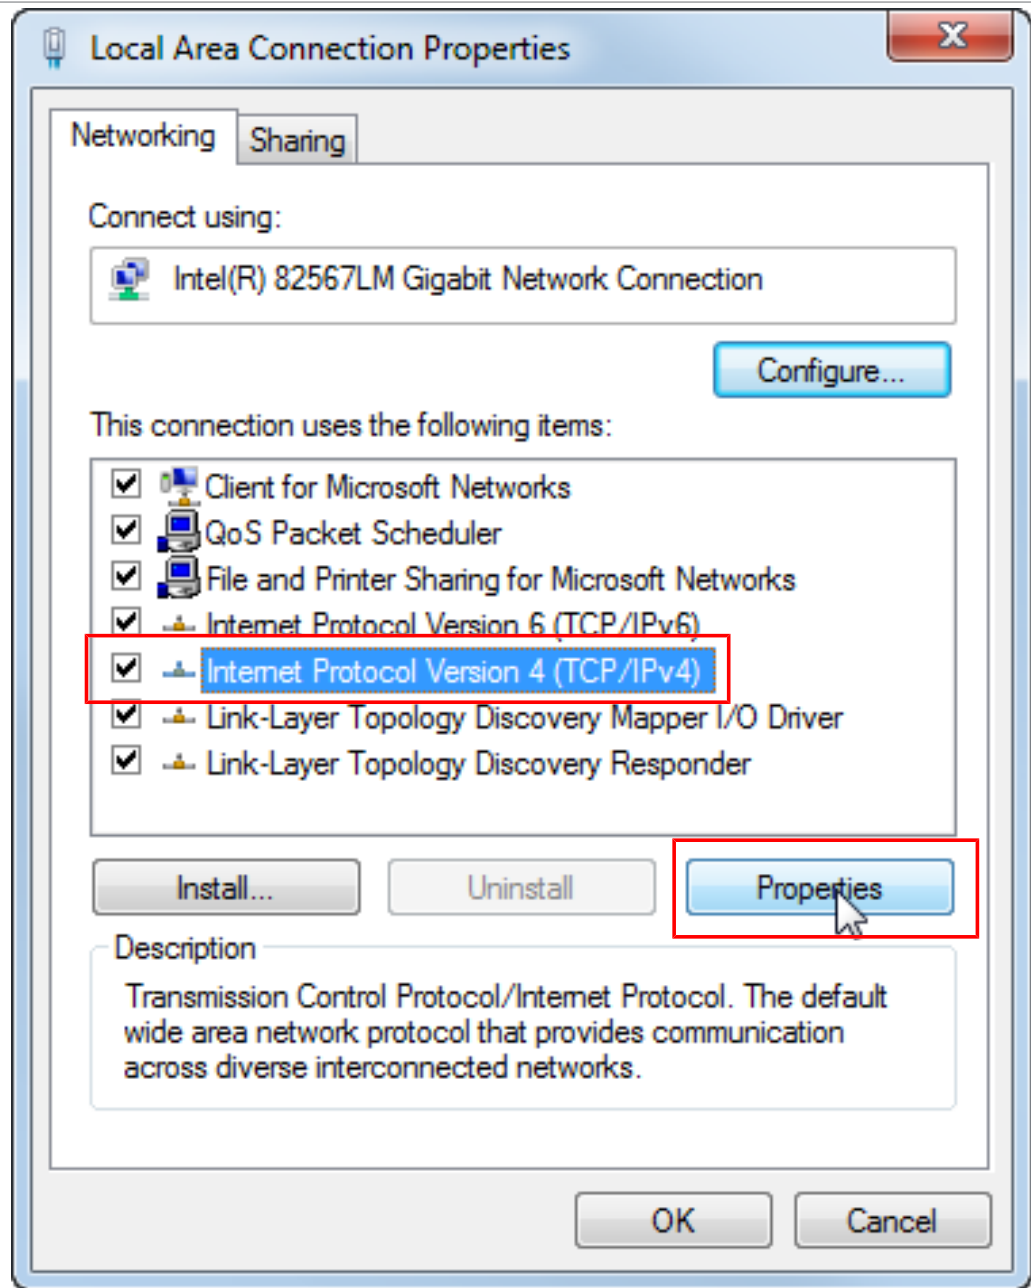 Local Area Connection Properties
Networking
Sharing
Connect using:
Intel(R) 82567LM Gigabit Network Connection
Configure...
This connection uses the following items:
Client for Microsoft Networks
QoS Packet Scheduler
File and Printer Sharing for Microsoft Networks
Internet Protocol Version 6 (TCP/IPv6)
Internet Protocol Version 4 (TCP/IPv4)
Link-Layer Topology Discovery Mapper I/O Driver
Link-Layer Topology Discovery Responder
Install...
Uninstall
Properties
Description
Transmission Control Protocol/Internet Protocol. The default
wide area network protocol that provides communication
across diverse interconnected networks.
OK
Cancel